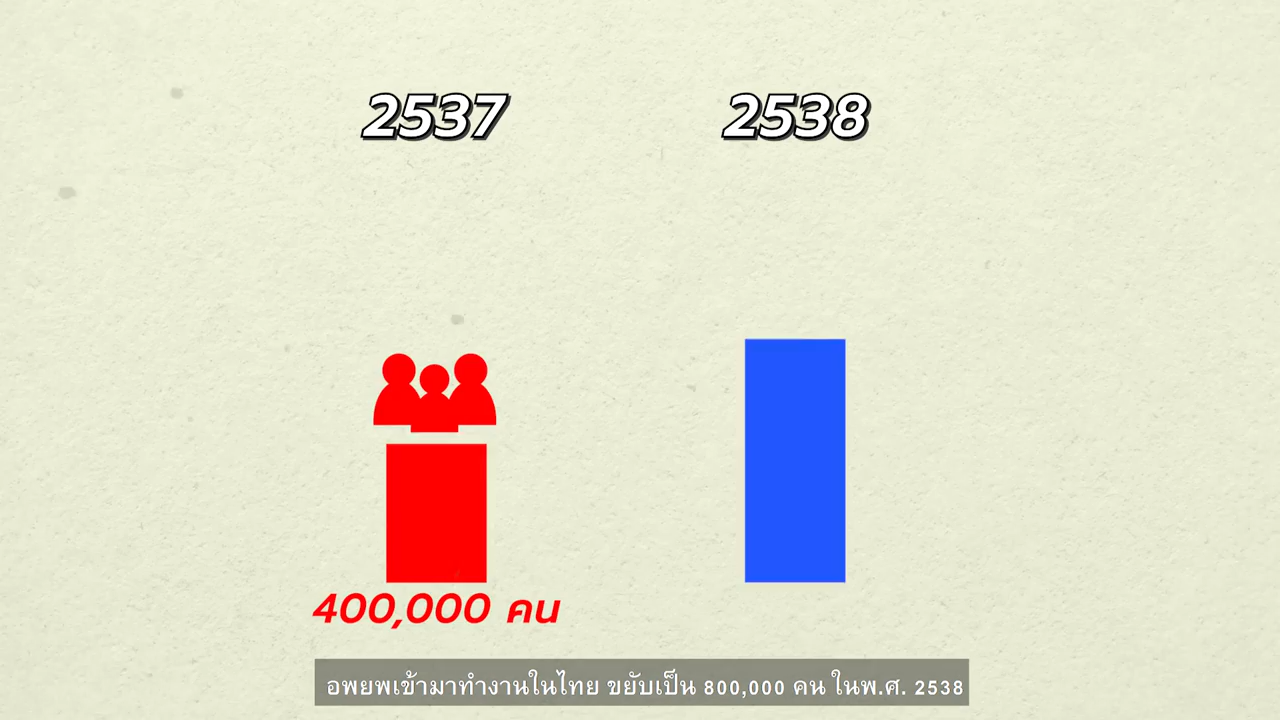 2537 2538
400,000 คน
อพยพเข้ามาทำงานในไทย ขยับเป็น 800,000 คน ในพ.ศ. 2538